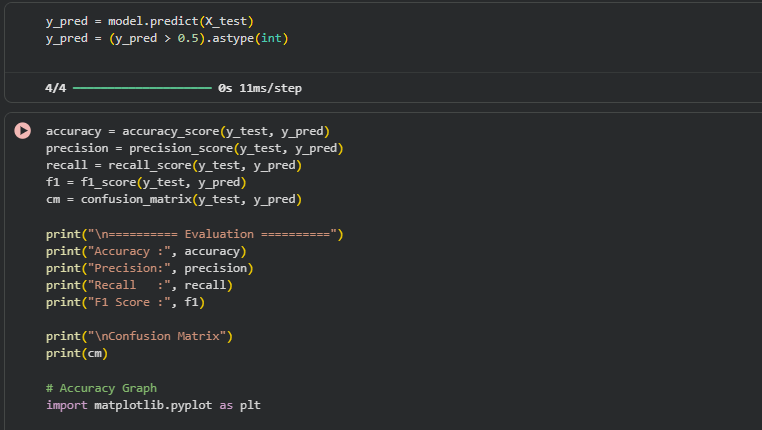 y_pred = model.predict(X_test)
y_pred = (y_pred > 0.5).astype(int)
4/4 ━━━━━━━━━━━━━━━━━━━━ 0s 11ms/step
accuracy = accuracy_score(y_test, y_pred)
precision = precision_score(y_test, y_pred)
recall = recall_score(y_test, y_pred)
f1 = f1_score(y_test, y_pred)
cm = confusion_matrix(y_test, y_pred)
print("\n========== Evaluation ==========")
print("Accuracy :", accuracy)
print("Precision:", precision)
print("Recall   :", recall)
print("F1 Score :", f1)
print("\nConfusion Matrix")
print(cm)
# Accuracy Graph
import matplotlib.pyplot as plt